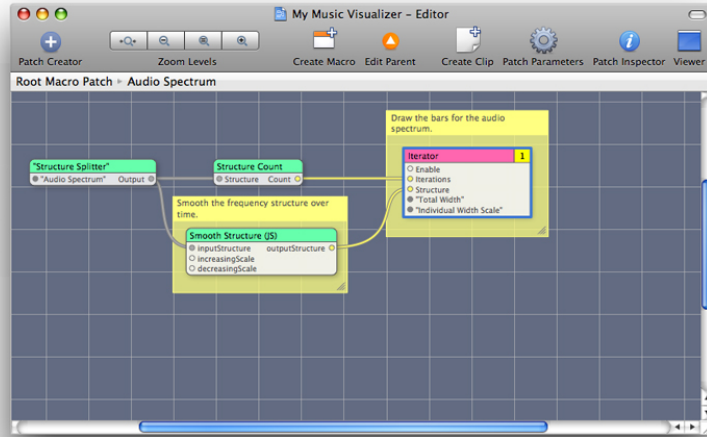 My Music Visualizer – Editor
Patch Creator
Zoom Levels
Create Macro
Edit Parent
Create Clip
Patch Parameters
Patch Inspector
Viewer
Root Macro Patch ▸ Audio Spectrum
Draw the bars for the audio
spectrum.
Iterator 1
Enable
Iterations
Structure
"Total Width"
"Individual Width Scale"
"Structure Splitter"
"Audio Spectrum" Output
Structure Count
Structure Count
Smooth the frequency structure over
time.
Smooth Structure (JS)
inputStructure outputStructure
increasingScale
decreasingScale